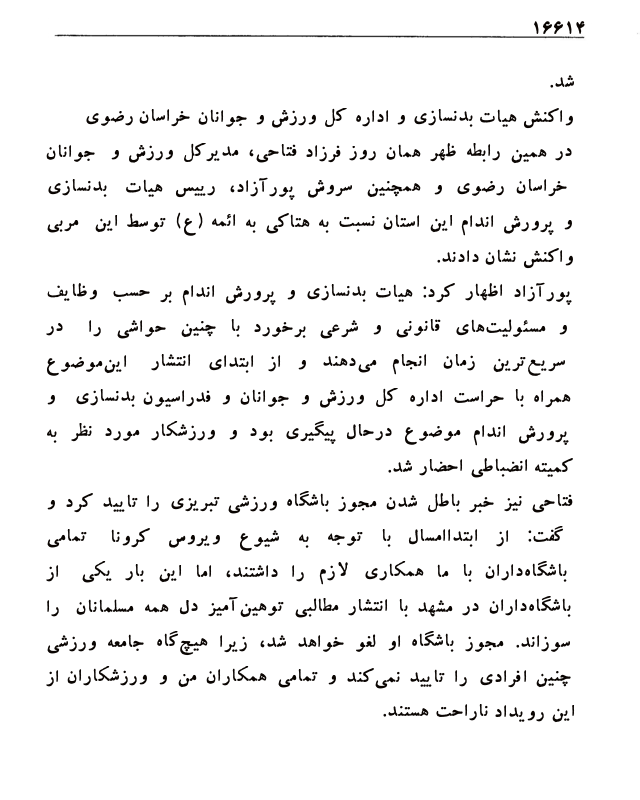 ۱۶۶۱۴
شد.
واکنش هیات بدنسازی و اداره کل ورزش و جوانان خراسان رضوی
در همین رابطه ظهر همان روز فرزاد فتاحی، مدیرکل ورزش و جوانان
خراسان رضوی و همچنین سروش پورآزاد، رییس هیات بدنسازی
و پرورش اندام این استان نسبت به هتاکی به ائمه (ع) توسط این مربی
واکنش نشان دادند.
پورآزاد اظهار کرد: هیات بدنسازی و پرورش اندام بر حسب وظایف
و مسئولیت‌های قانونی و شرعی برخورد با چنین حواشی را در
سریع‌ترین زمان انجام می‌دهند و از ابتدای انتشار این‌موضوع
همراه با حراست اداره کل ورزش و جوانان و فدراسیون بدنسازی و
پرورش اندام موضوع درحال پیگیری بود و ورزشکار مورد نظر به
کمیته انضباطی احضار شد.
فتاحی نیز خبر باطل شدن مجوز باشگاه ورزشی تبریزی را تایید کرد و
گفت: از ابتداامسال با توجه به شیوع ویروس کرونا تمامی
باشگاه‌داران با ما همکاری لازم را داشتند، اما این بار یکی از
باشگاه‌داران در مشهد با انتشار مطالبی توهین‌آمیز دل همه مسلمانان را
سوزاند. مجوز باشگاه او لغو خواهد شد، زیرا هیچ‌گاه جامعه ورزشی
چنین افرادی را تایید نمی‌کند و تمامی همکاران من و ورزشکاران از
این رویداد ناراحت هستند.